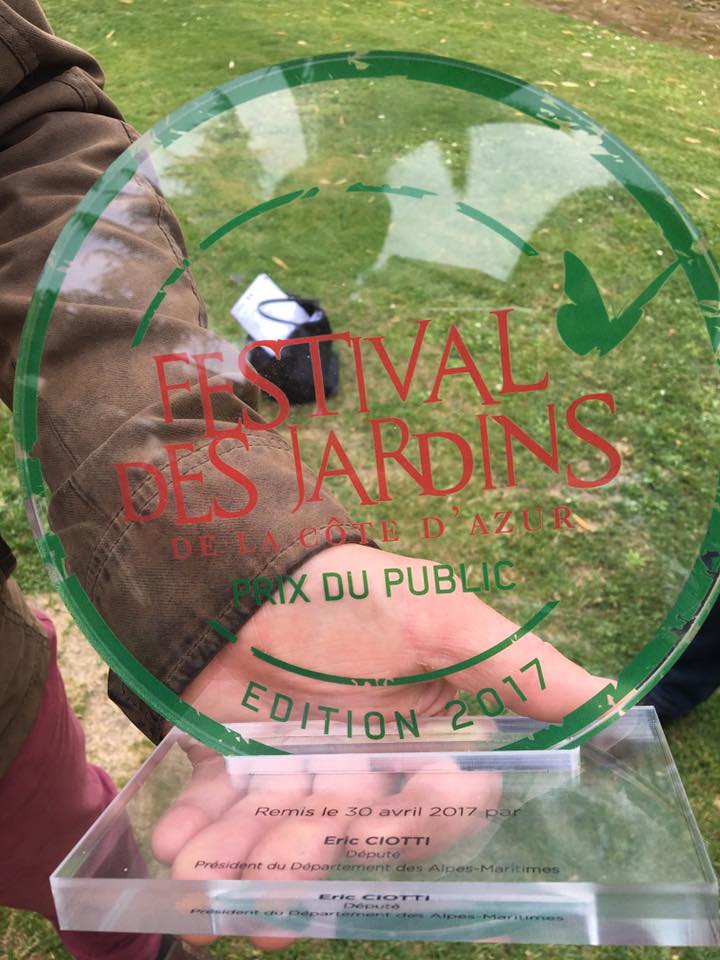 FESTIVAL
DES JARDINS
DE LA CÔTE D'AZUR
PRIX DU PUBLIC
EDITION 2017
Remis le 30 avril 2017 par
Eric CIOTTI
Député
Président du Département des Alpes-Maritimes
Eric CIOTTI
Député
Président du Département des Alpes-Maritimes